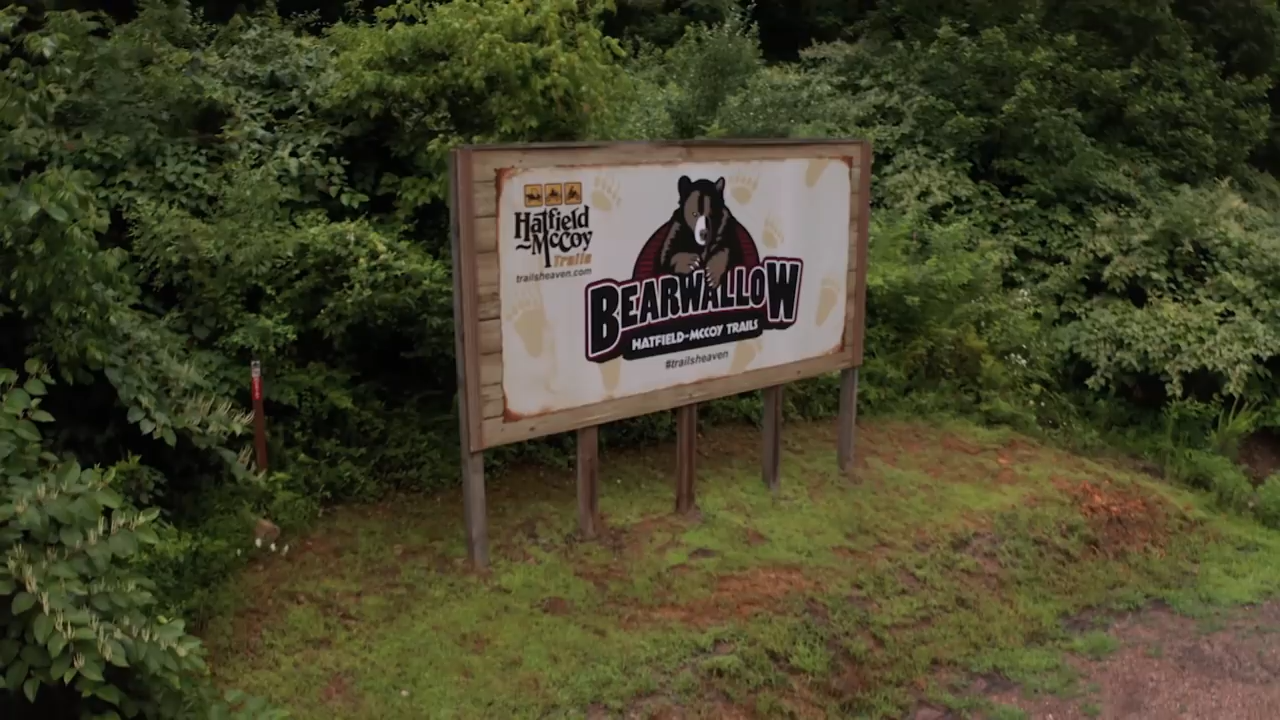 Hatfield
-McCoy
Trails
trailsheaven.com
BEARWALLOW
HATFIELD-MCCOY TRAILS
#trailsheaven